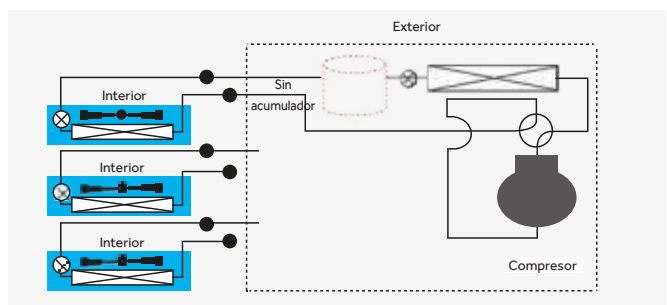 Exterior
Interior
Sin
acumulador
Interior
Interior
Compresor